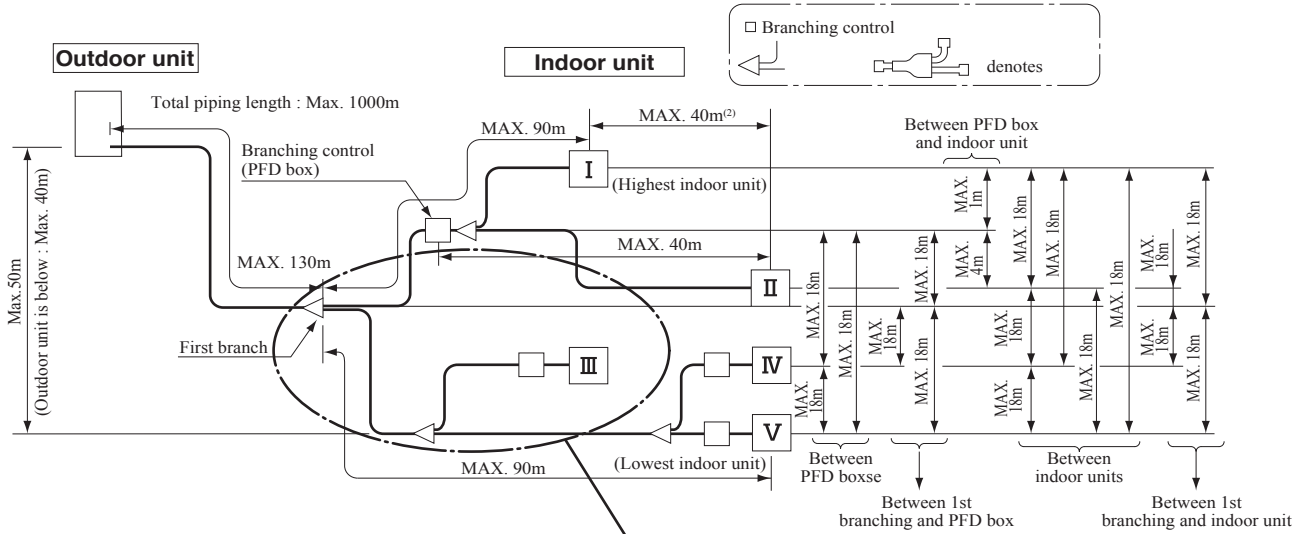 □ Branching control
denotes
Outdoor unit
Indoor unit
Total piping length : Max. 1000m
MAX. 90m
MAX. 40m(2)
Between PFD box
and indoor unit
Branching control
(PFD box)
I
(Highest indoor unit)
MAX.
1m
MAX. 18m
MAX. 18m
MAX. 18m
MAX. 18m
MAX. 40m
MAX. 130m
II
MAX. 18m
MAX. 18m
MAX. 18m
MAX.
4m
MAX.
18m
Max.50m
(Outdoor unit is below : Max. 40m)
First branch
III
IV
MAX.
18m
MAX. 18m
MAX.
18m
MAX. 18m
MAX.
18m
MAX. 18m
MAX.
18m
MAX.
18m
V
MAX. 90m
(Lowest indoor unit)
Between
PFD boxse
Between 1st
branching and PFD box
Between
indoor units
Between 1st
branching and indoor unit